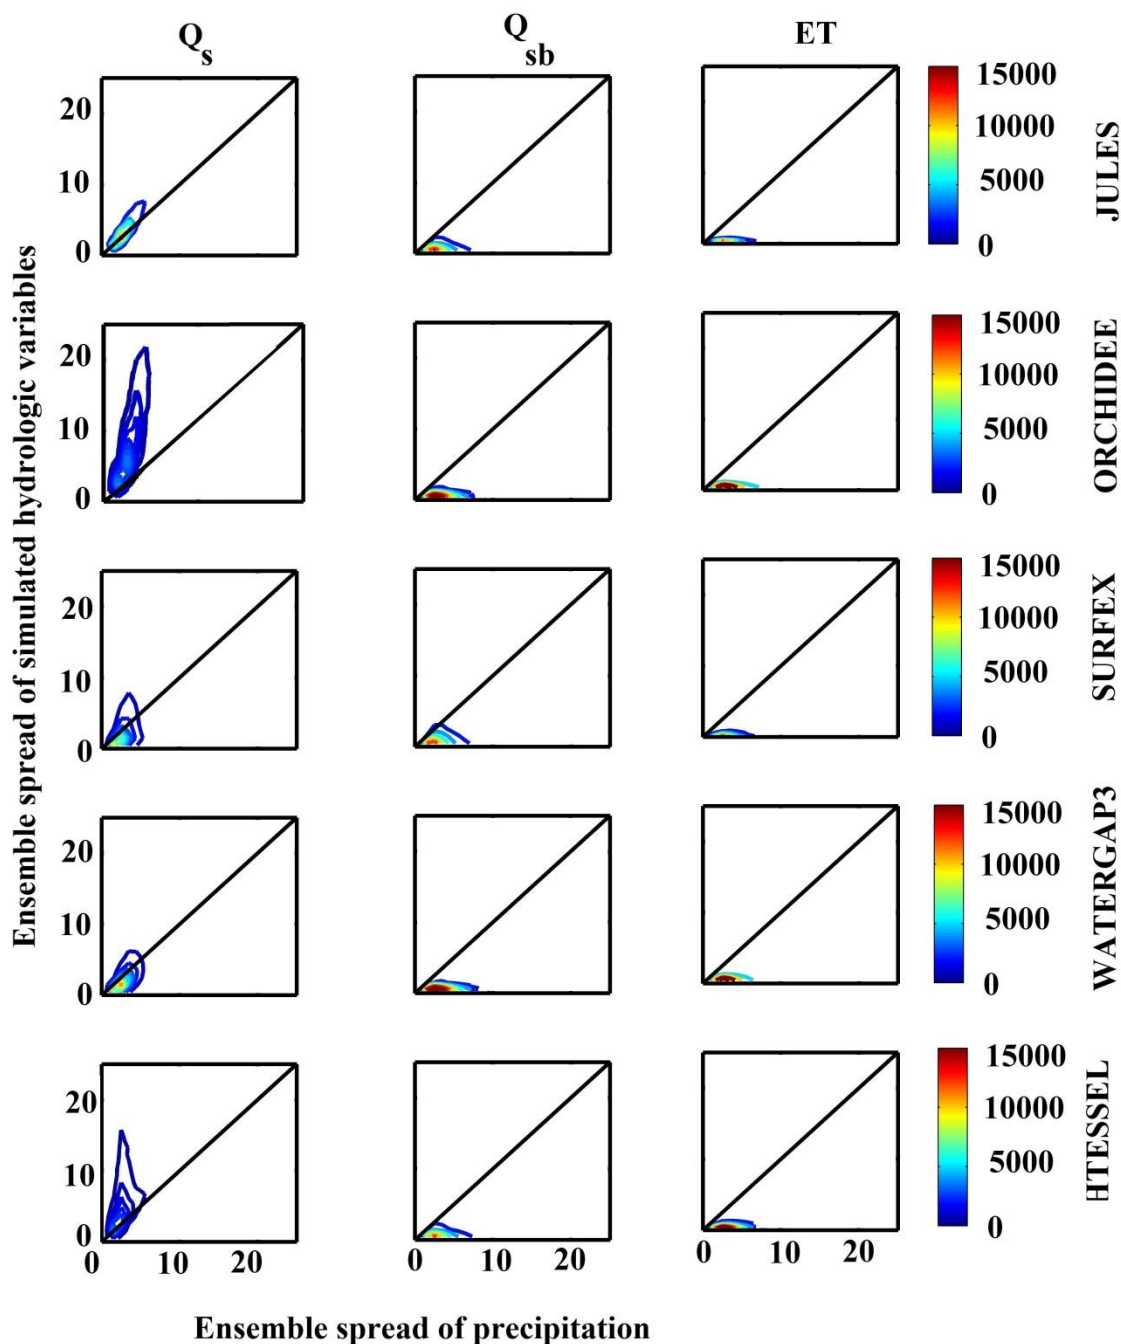 Q
s
Q
sb
ET
20
10
0
15000
10000
5000
0
JULES
20
10
0
15000
10000
5000
0
ORCHIDEE
Ensemble spread of simulated hydrologic variables
20
10
0
15000
10000
5000
0
SURFEX
20
10
0
15000
10000
5000
0
WATERGAP3
20
10
0
15000
10000
5000
0
HTESSEL
0 10 20
0 10 20
0 10 20
Ensemble spread of precipitation